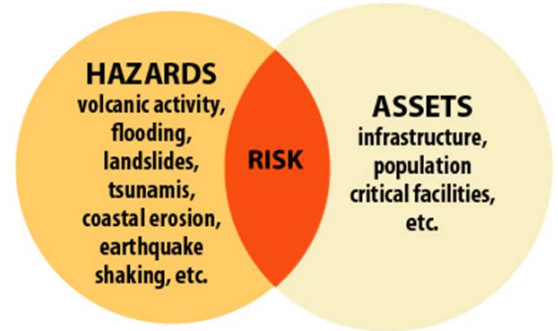 HAZARDS
volcanic activity,
flooding,
landslides,
tsunamis,
coastal erosion,
earthquake
shaking, etc.
RISK
ASSETS
infrastructure,
population
critical facilities,
etc.